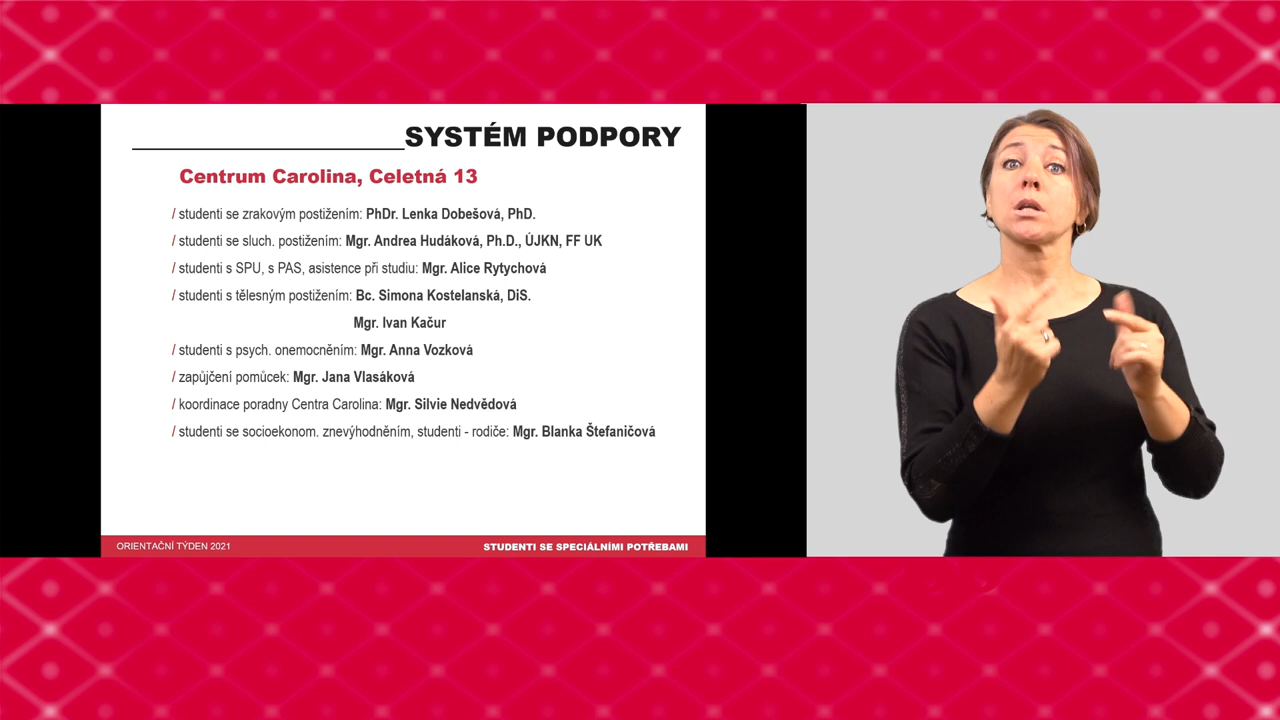 SYSTÉM PODPORY
Centrum Carolina, Celetná 13
/ studenti se zrakovým postižením: PhDr. Lenka Dobešová, PhD.
/ studenti se sluch. postižením: Mgr. Andrea Hudáková, Ph.D., ÚJKN, FF UK
/ studenti s SPU, s PAS, asistence při studiu: Mgr. Alice Rytychová
/ studenti s tělesným postižením: Bc. Simona Kostelanská, DiS.
Mgr. Ivan Kačur
/ studenti s psych. onemocněním: Mgr. Anna Vozková
/ zapůjčení pomůcek: Mgr. Jana Vlasáková
/ koordinace poradny Centra Carolina: Mgr. Silvie Nedvědová
/ studenti se socioekonom. znevýhodněním, studenti - rodiče: Mgr. Blanka Štefaničová
ORIENTAČNÍ TÝDEN 2021
STUDENTI SE SPECIÁLNÍMI POTŘEBAMI